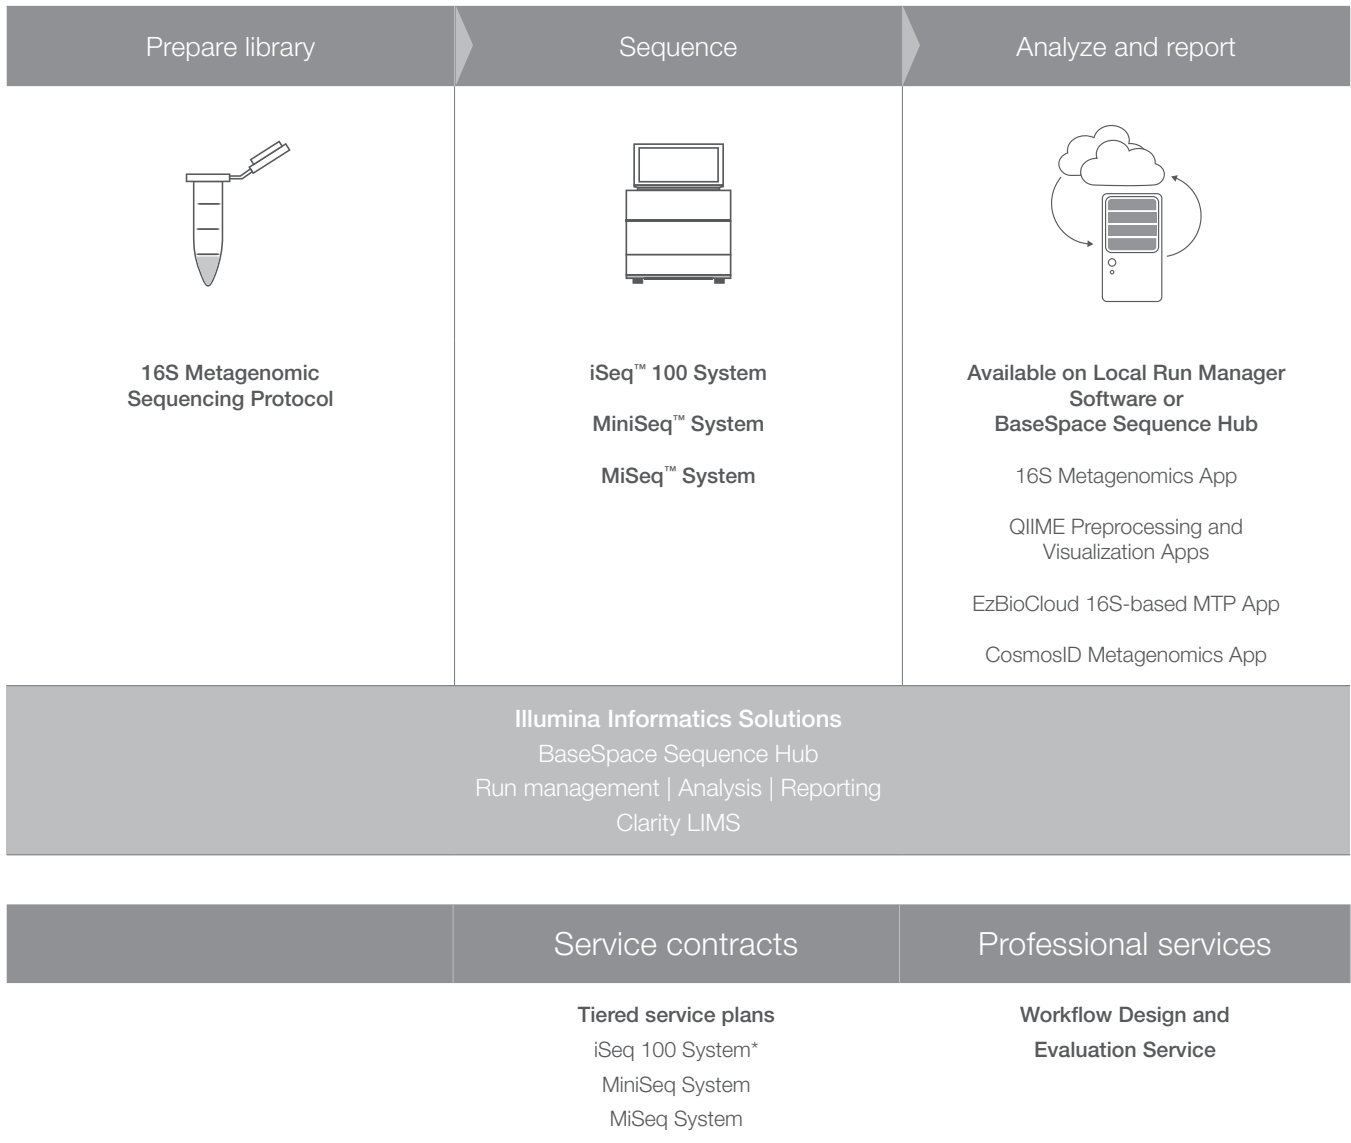 Prepare library
Sequence
Analyze and report
16S Metagenomic
Sequencing Protocol
iSeq™ 100 System
MiniSeq™ System
MiSeq™ System
Available on Local Run Manager
Software or
BaseSpace Sequence Hub
16S Metagenomics App
QIIME Preprocessing and
Visualization Apps
EzBioCloud 16S-based MTP App
CosmosID Metagenomics App
Illumina Informatics Solutions
BaseSpace Sequence Hub
Run management | Analysis | Reporting
Clarity LIMS
Service contracts
Professional services
Tiered service plans
iSeq 100 System*
MiniSeq System
MiSeq System
Workflow Design and
Evaluation Service